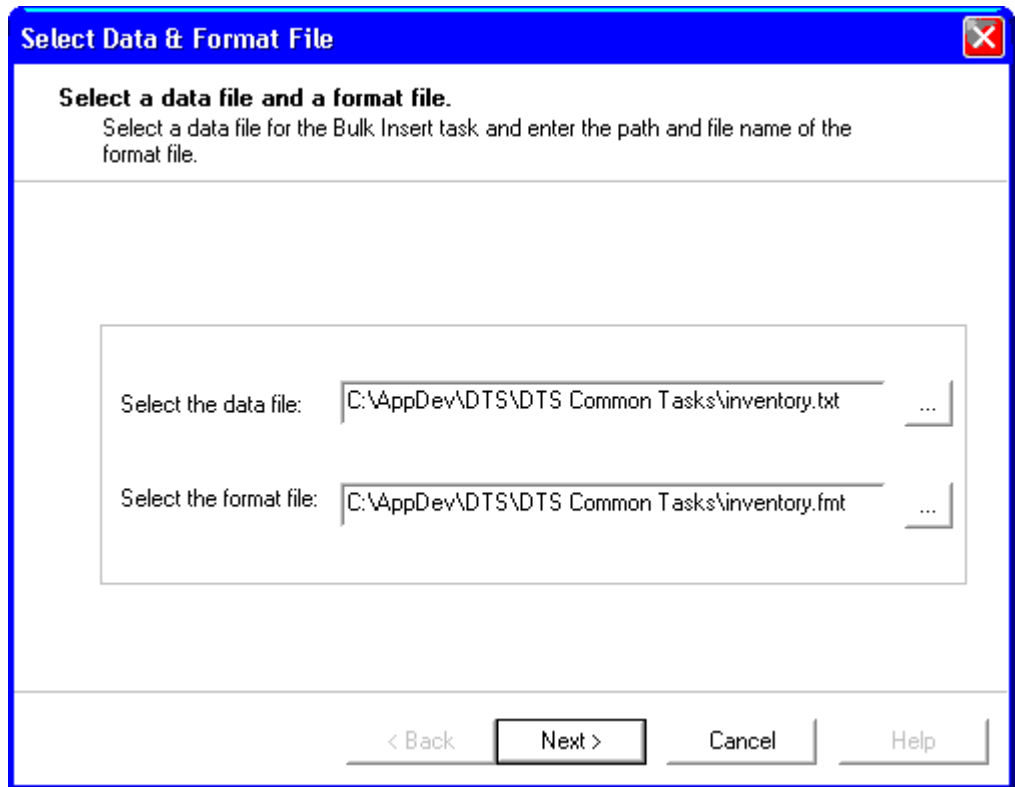 Select Data & Format File
Select a data file and a format file.
Select a data file for the Bulk Insert task and enter the path and file name of the
format file.
Select the data file: C:\AppDev\DTS\DTS Common Tasks\inventory.txt ...
Select the format file: C:\AppDev\DTS\DTS Common Tasks\inventory.fmt ...
< Back Next > Cancel Help